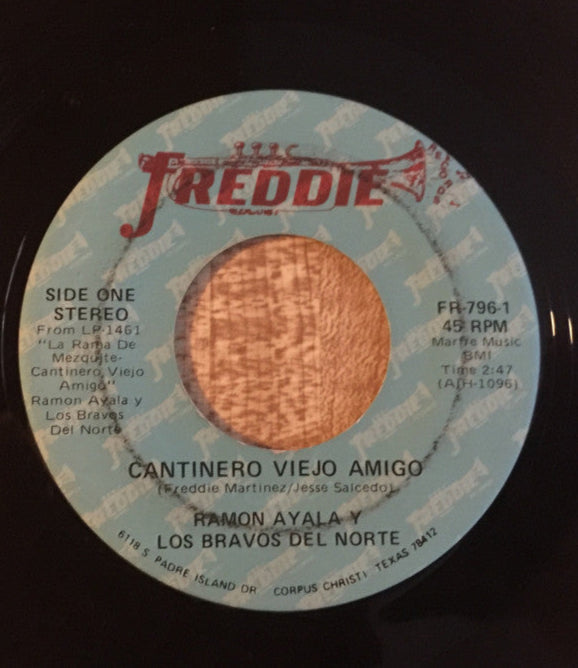 FREDDIE
SIDE ONE
STEREO
From LP-1461
"La Rama De
Mezquite-
Cantinero Viejo
Amigo"
Ramon Ayala y
Los Bravos
Del Norte
FR-796-1
45 RPM
Marfre Music
BMI
Time 2:47
(AIH-1096)
CANTINERO VIEJO AMIGO
(Freddie Martinez/Jesse Salcedo)
RAMON AYALA Y
LOS BRAVOS DEL NORTE
6118 S PADRE ISLAND DR CORPUS CHRISTI TEXAS 78412